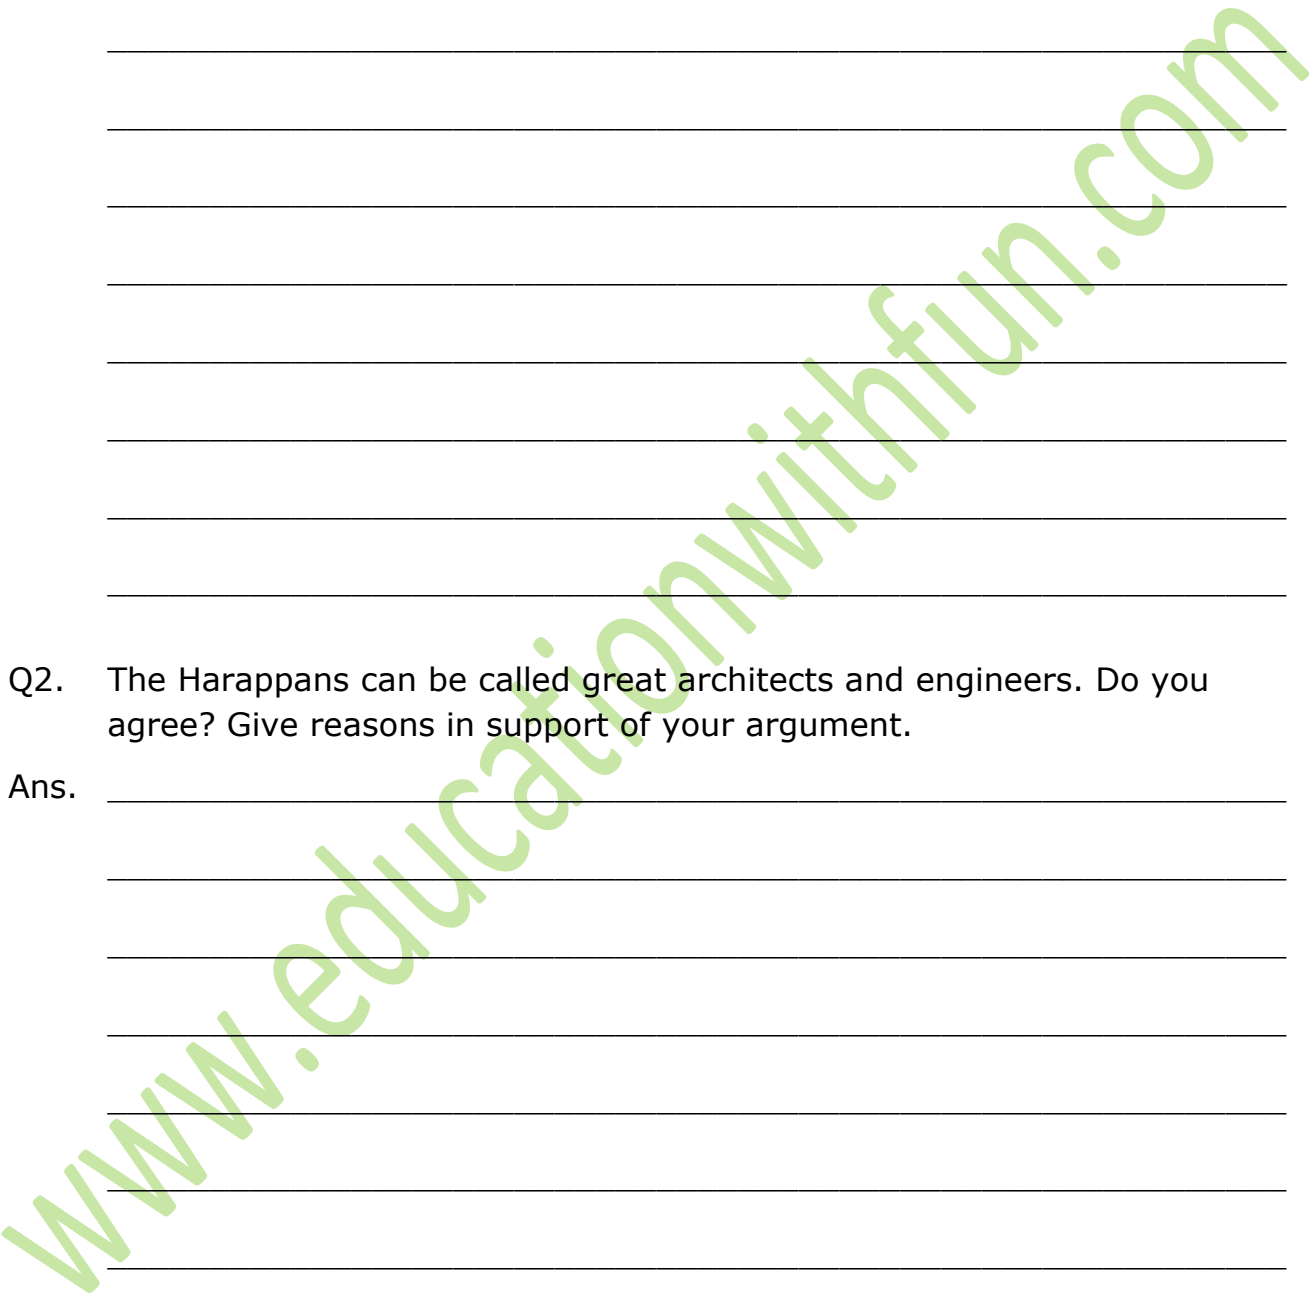 Q2. The Harappans can be called great architects and engineers. Do you
agree? Give reasons in support of your argument.
Ans.
www.educationwithfun.com